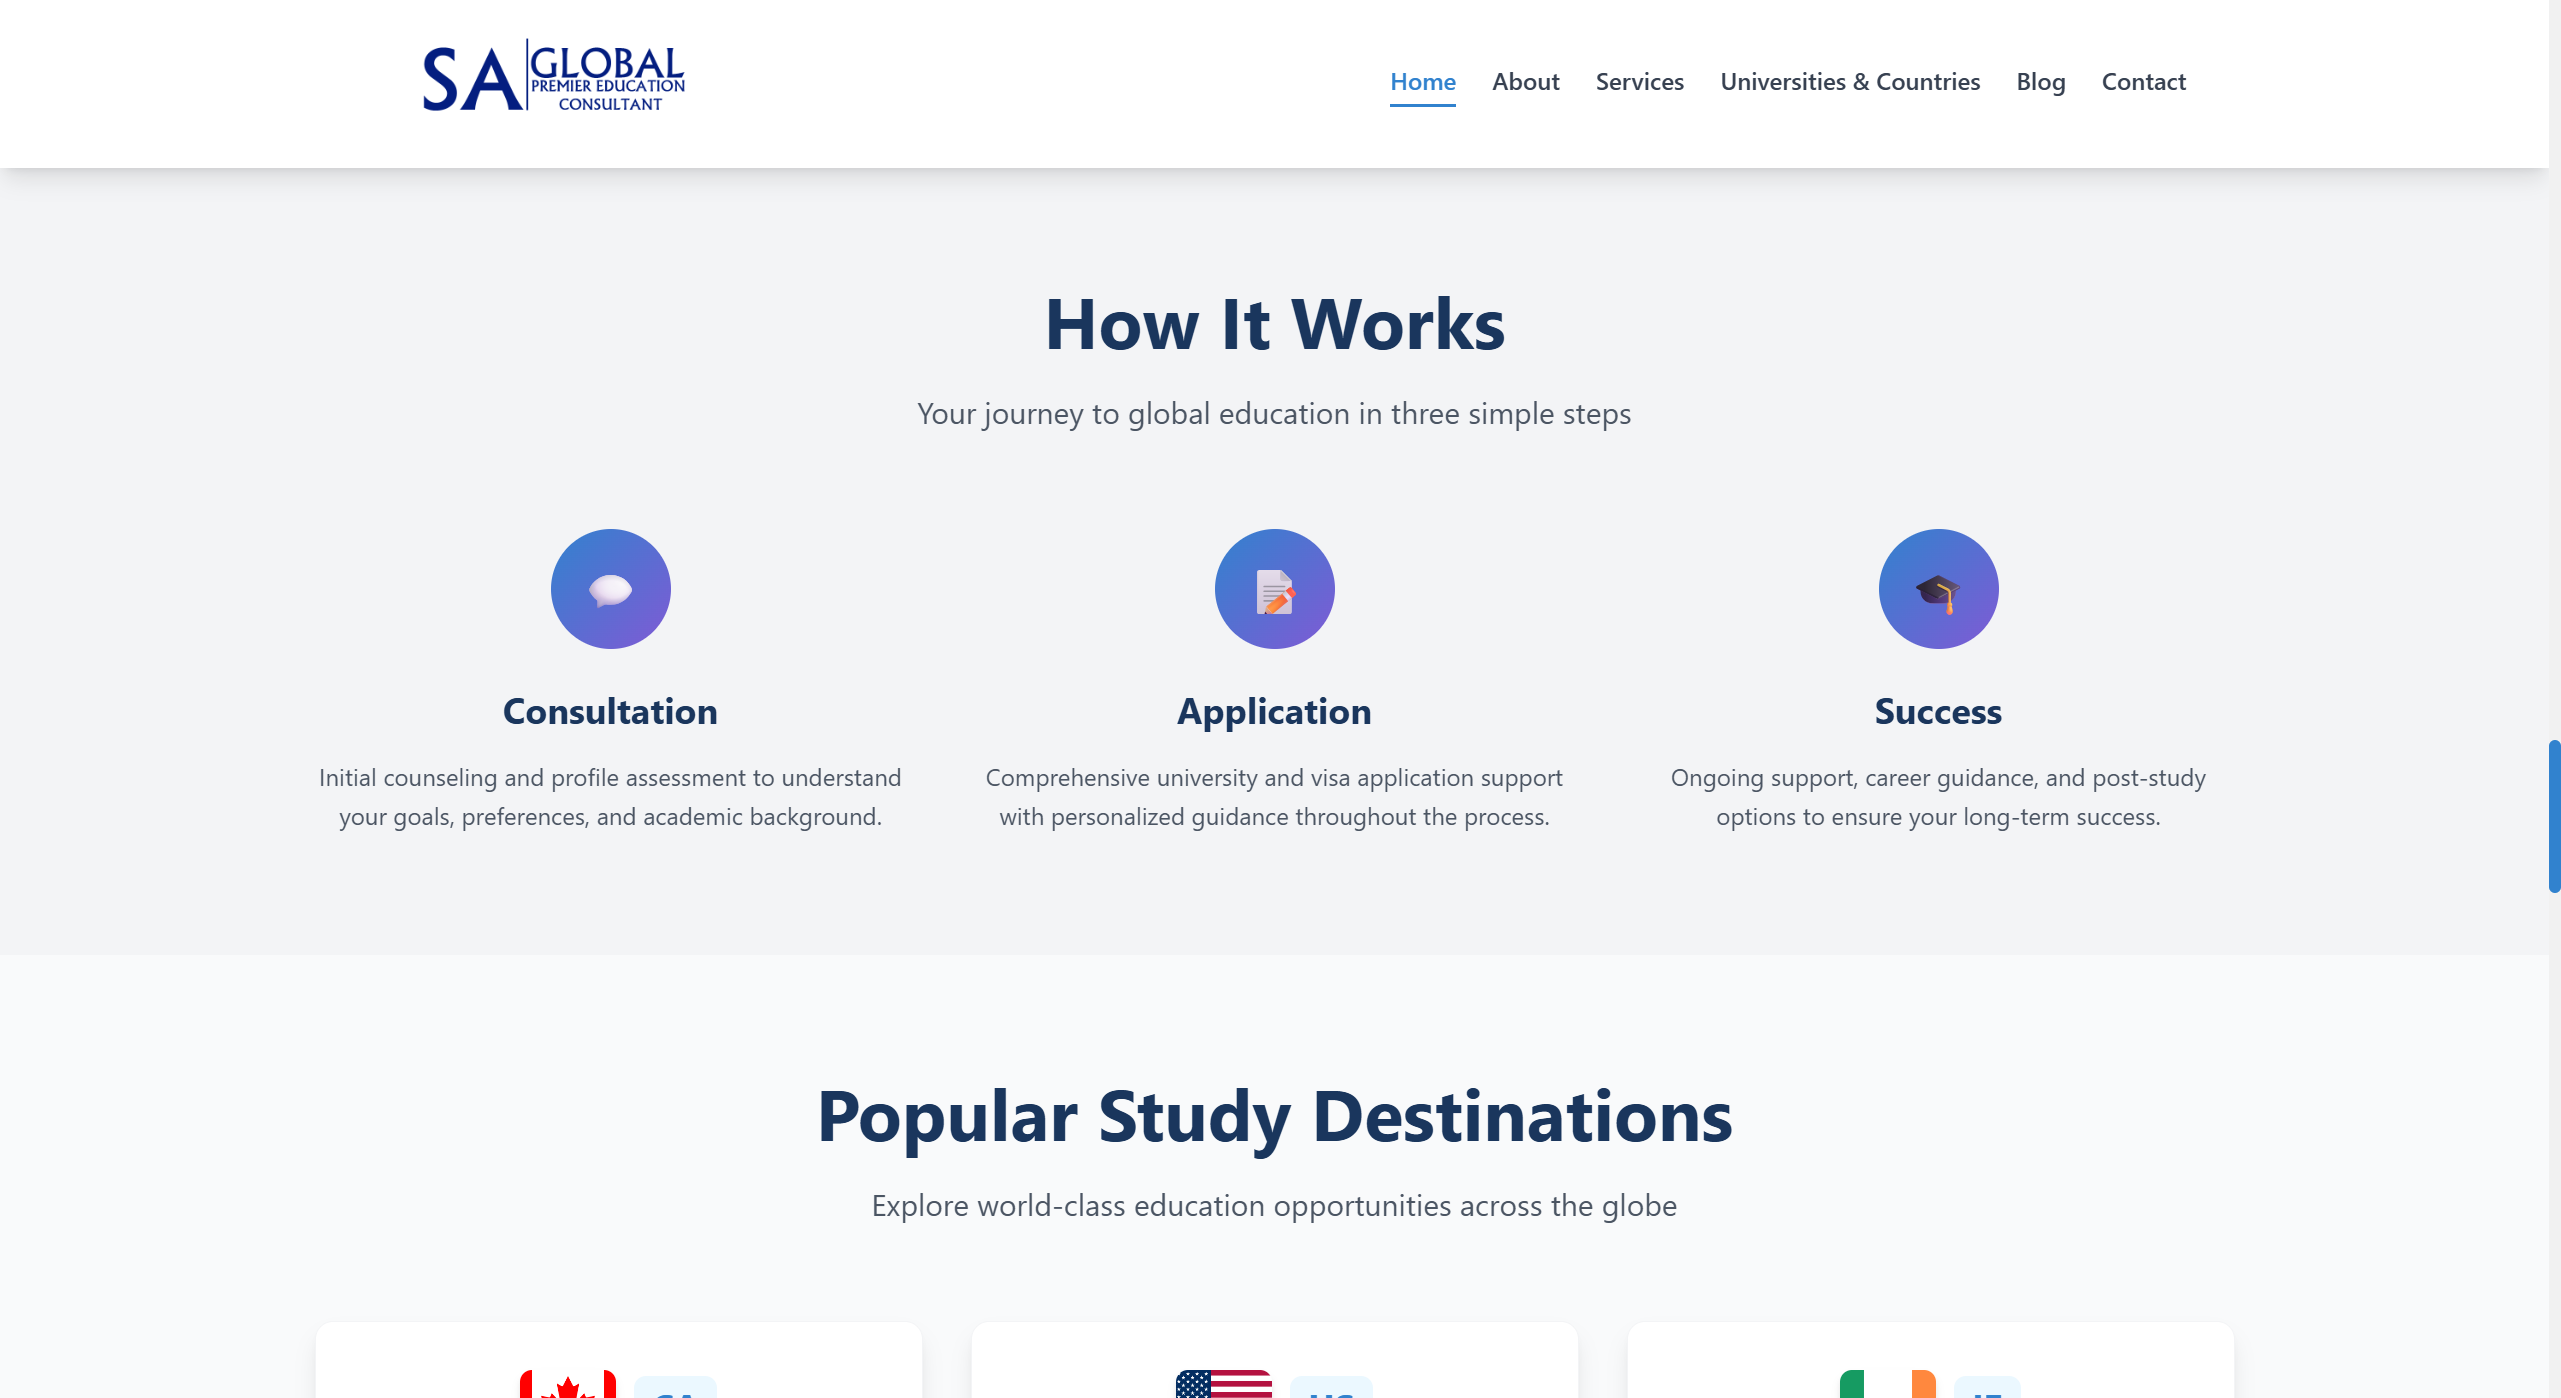 SA
GLOBAL
PREMIER EDUCATION
CONSULTANT
Home
About
Services
Universities & Countries
Blog
Contact
How It Works
Your journey to global education in three simple steps
Consultation
Initial counseling and profile assessment to understand
your goals, preferences, and academic background.
Application
Comprehensive university and visa application support
with personalized guidance throughout the process.
Success
Ongoing support, career guidance, and post-study
options to ensure your long-term success.
Popular Study Destinations
Explore world-class education opportunities across the globe